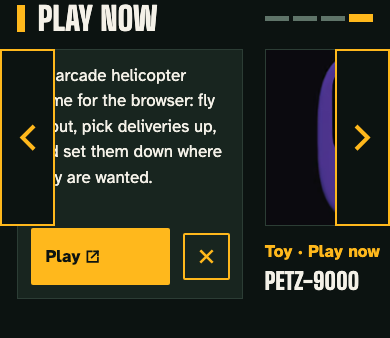 PLAY NOW
arcade helicopter
me for the browser: fly
out, pick deliveries up,
d set them down where
y are wanted.
Play
Toy · Play now
PETZ-9000